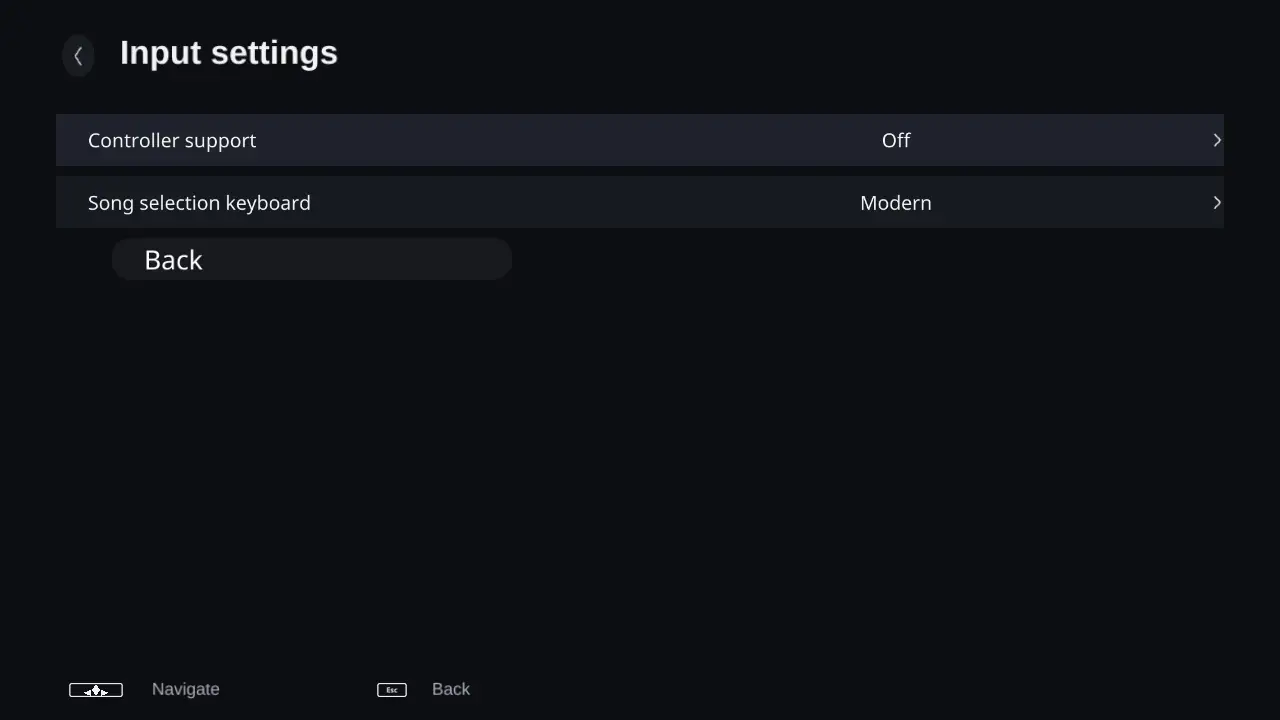 Input settings
Controller support Off
Song selection keyboard Modern
Back
Navigate Esc Back